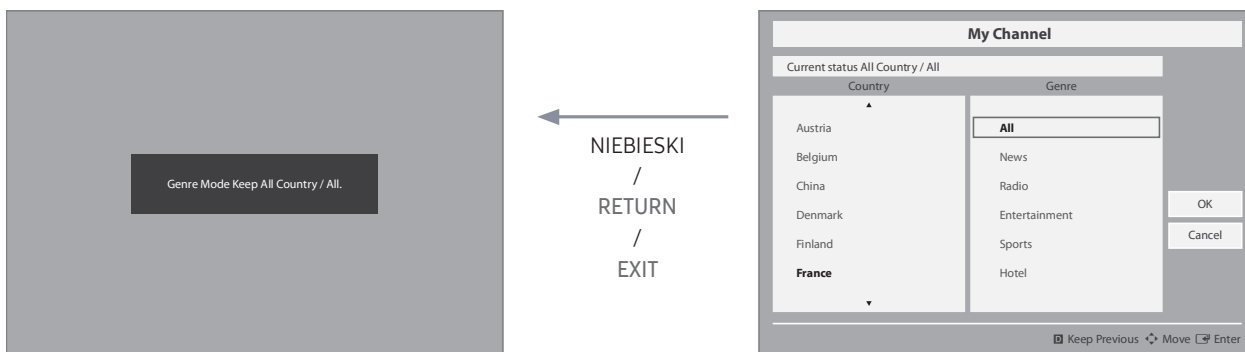 Genre Mode Keep All Country / All.
NIEBIESKI
/
RETURN
/
EXIT
My Channel
Current status All Country / All
Country
Genre
Austria
Belgium
China
Denmark
Finland
France
All
News
Radio
Entertainment
Sports
Hotel
OK
Cancel
D Keep Previous Move Enter